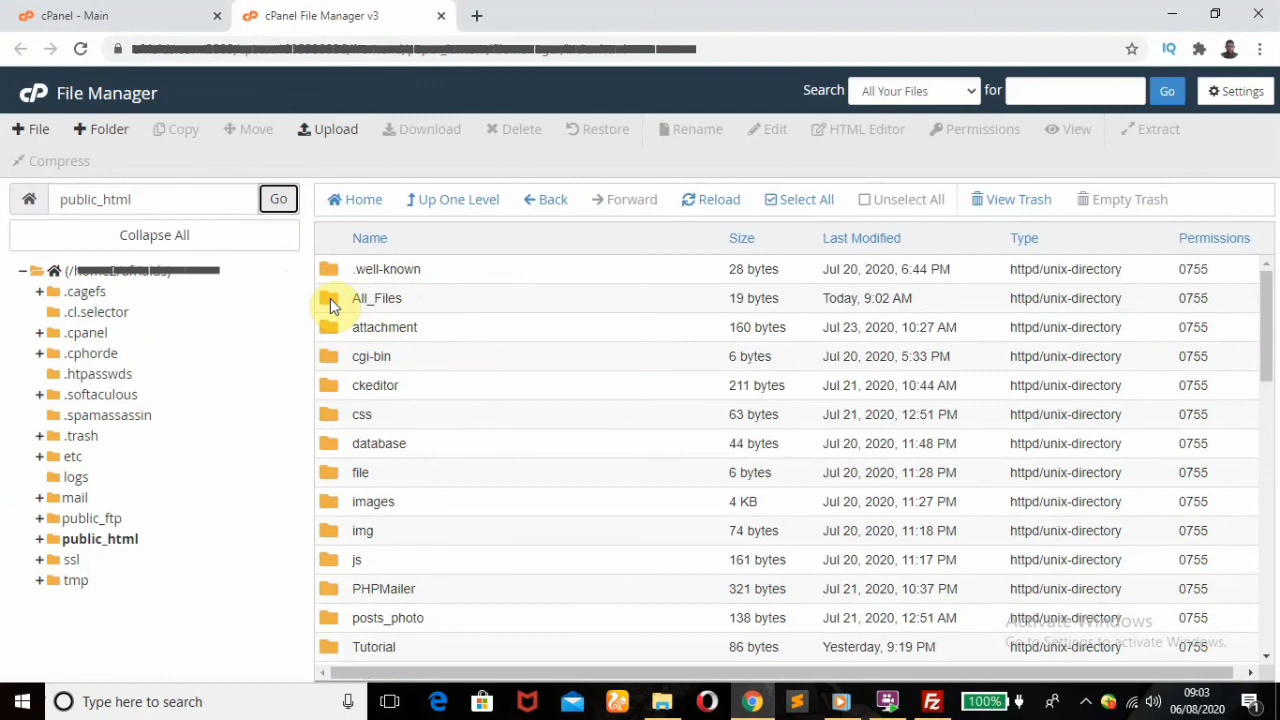 cPanel - Main
cPanel File Manager v3
IQ
cP File Manager
Search All Your Files for Go Settings
File Folder Copy Move Upload Download Delete Restore Rename Edit HTML Editor Permissions View Extract
Compress
public_html Go
Home Up One Level Back Forward Reload Select All Unselect All View Trash Empty Trash
Collapse All
Name Size Last Modified Type Permissions
.cagefs
.cl.selector
.cpanel
.cphorde
.htpasswds
.softaculous
.spamassassin
.trash
etc
logs
mail
public_ftp
public_html
ssl
tmp
.well-known 28 bytes Jul 20, 2020, 6:44 PM httpd/unix-directory 0755
All_Files 19 bytes Today, 9:02 AM httpd/unix-directory 0755
attachment 160 bytes Jul 23, 2020, 10:27 AM httpd/unix-directory 0755
cgi-bin 6 bytes Jul 20, 2020, 5:33 PM httpd/unix-directory 0755
ckeditor 211 bytes Jul 21, 2020, 10:44 AM httpd/unix-directory 0755
css 63 bytes Jul 21, 2020, 12:51 PM httpd/unix-directory 0755
database 44 bytes Jul 20, 2020, 11:48 PM httpd/unix-directory 0755
file 6 bytes Jul 20, 2020, 11:28 PM httpd/unix-directory 0755
images 4 KB Jul 20, 2020, 11:27 PM httpd/unix-directory 0755
img 74 bytes Jul 20, 2020, 11:18 PM httpd/unix-directory 0755
js 161 bytes Jul 20, 2020, 11:17 PM httpd/unix-directory 0755
PHPMailer 321 bytes Jul 21, 2020, 10:37 PM httpd/unix-directory 0755
posts_photo 138 bytes Jul 21, 2020, 12:51 AM httpd/unix-directory 0755
Tutorial 86 bytes Yesterday, 9:19 PM httpd/unix-directory 0755
Activate Windows
Go to Settings to activate Windows.
Type here to search
100%
09:03
06/08/2020
1